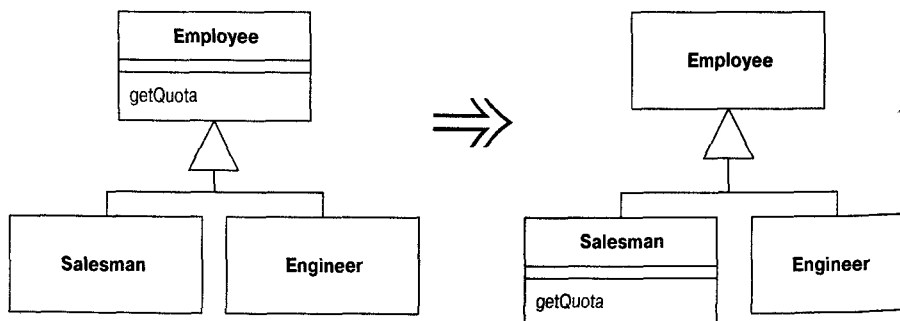 Employee
getQuota
Salesman
Engineer
Employee
Salesman
getQuota
Engineer